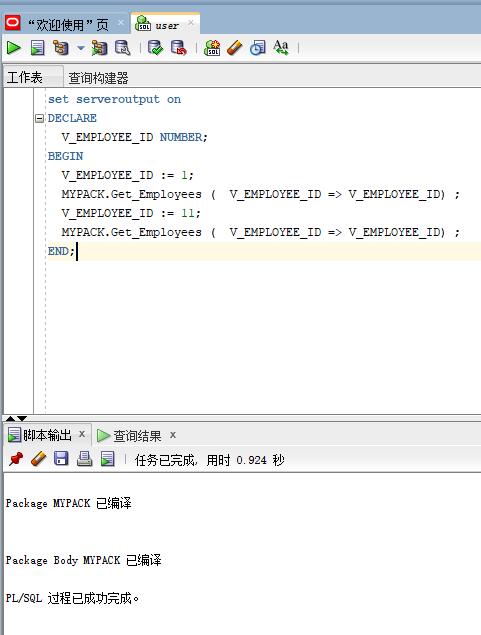 “欢迎使用”页
user
工作表 查询构建器
set serveroutput on
DECLARE
V_EMPLOYEE_ID NUMBER;
BEGIN
V_EMPLOYEE_ID := 1;
MYPACK.Get_Employees (  V_EMPLOYEE_ID => V_EMPLOYEE_ID) ;
V_EMPLOYEE_ID := 11;
MYPACK.Get_Employees (  V_EMPLOYEE_ID => V_EMPLOYEE_ID) ;
END;
脚本输出 x 查询结果 x
任务已完成, 用时 0.924 秒
Package MYPACK 已编译
Package Body MYPACK 已编译
PL/SQL 过程已成功完成。